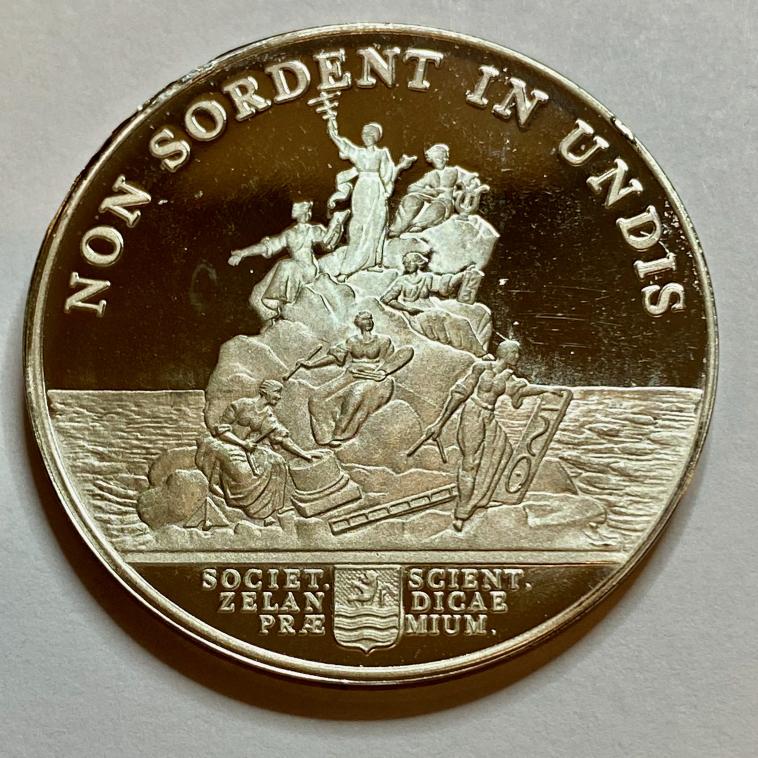 NON SORDENT IN UNDIS
SOCIET. SCIENT.
ZELAN DICAE
PRÆ MIUM.